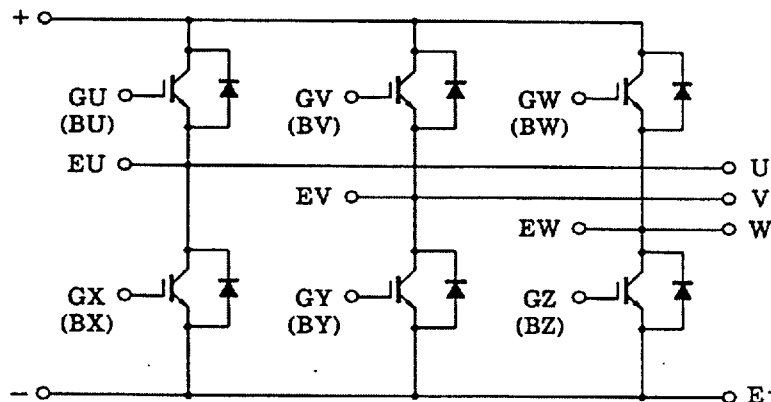 +
GU
(BU)
GV
(BV)
GW
(BW)
EU
U
EV
V
EW
W
GX
(BX)
GY
(BY)
GZ
(BZ)
−
E